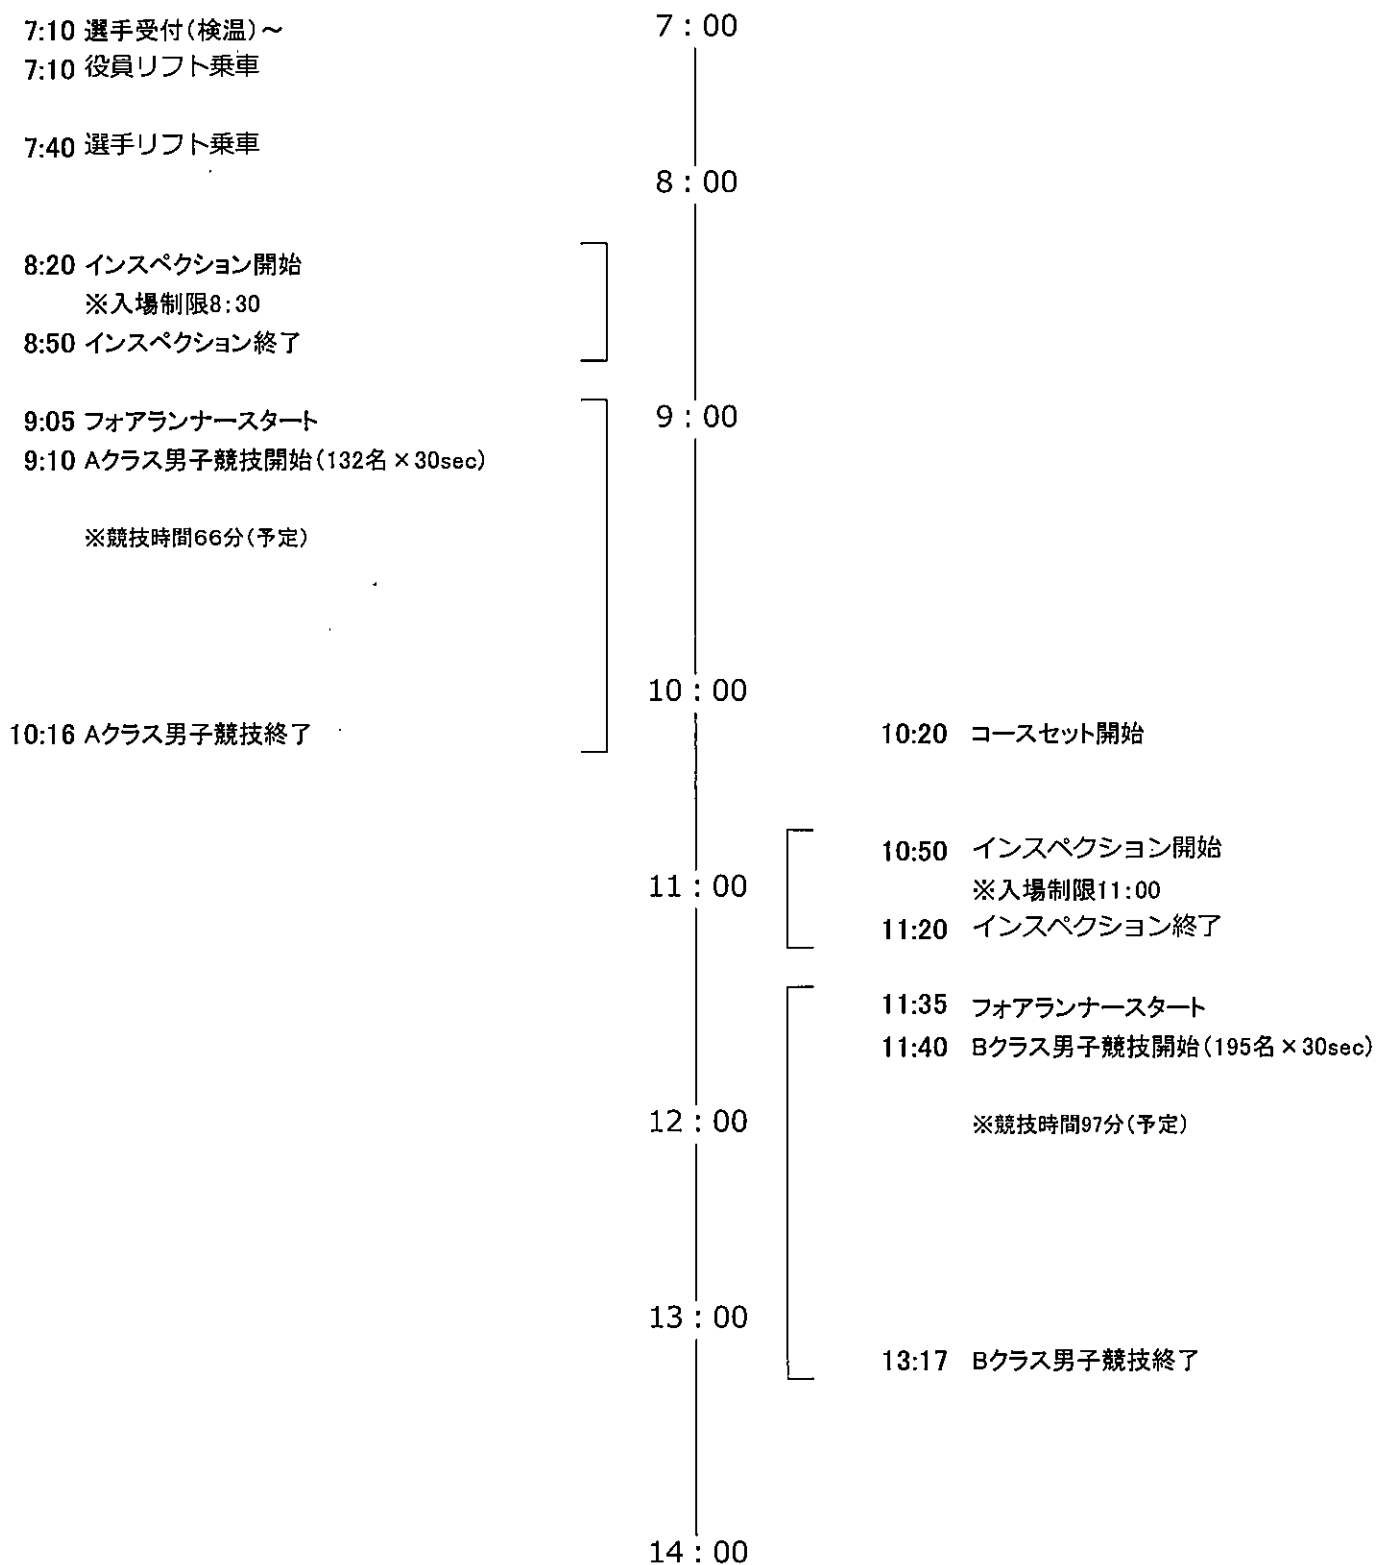 7:10 選手受付(検温)～
7:10 役員リフト乗車
7:40 選手リフト乗車
8:20 インスペクション開始
※入場制限8:30
8:50 インスペクション終了
9:05 フォアランナースタート
9:10 Aクラス男子競技開始(132名×30sec)
※競技時間66分(予定)
10:16 Aクラス男子競技終了
7:00
8:00
9:00
10:00
11:00
12:00
13:00
14:00
10:20 コースセット開始
10:50 インスペクション開始
※入場制限11:00
11:20 インスペクション終了
11:35 フォアランナースタート
11:40 Bクラス男子競技開始(195名×30sec)
※競技時間97分(予定)
13:17 Bクラス男子競技終了